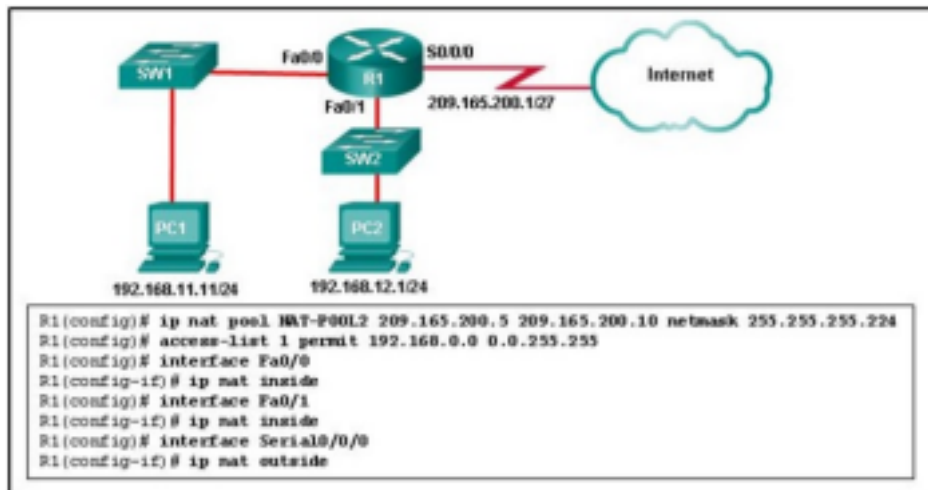 Fa0/0
S0/0/0
SW1
R1
Internet
Fa0/1
209.165.200.1/27
SW2
PC1
PC2
192.168.11.11/24
192.168.12.1/24
R1(config)# ip nat pool NAT-POOL2 209.165.200.5 209.165.200.10 netmask 255.255.255.224
R1(config)# access-list 1 permit 192.168.0.0 0.0.255.255
R1(config)# interface Fa0/0
R1(config-if)# ip nat inside
R1(config)# interface Fa0/1
R1(config-if)# ip nat inside
R1(config)# interface Serial0/0/0
R1(config-if)# ip nat outside